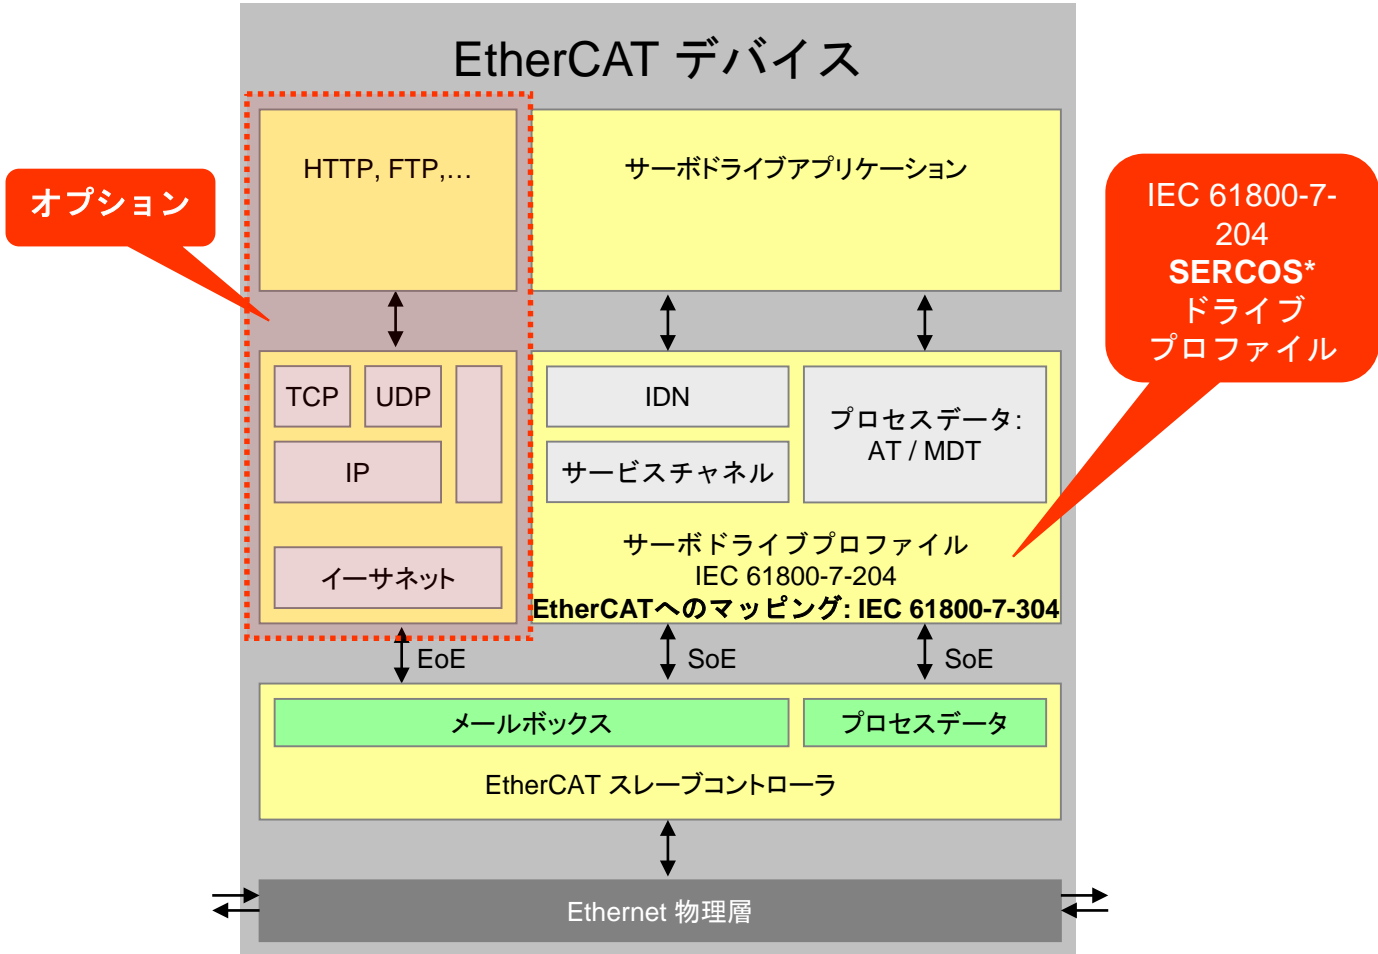 EtherCAT デバイス
オプション
HTTP, FTP,…
サーボドライブアプリケーション
IEC 61800-7-
204
SERCOS*
ドライブ
プロファイル
TCP
UDP
IP
イーサネット
IDN
サービスチャネル
プロセスデータ:
AT / MDT
サーボドライブプロファイル
IEC 61800-7-204
EtherCATへのマッピング: IEC 61800-7-304
EoE
SoE
SoE
メールボックス
プロセスデータ
EtherCAT スレーブコントローラ
Ethernet 物理層